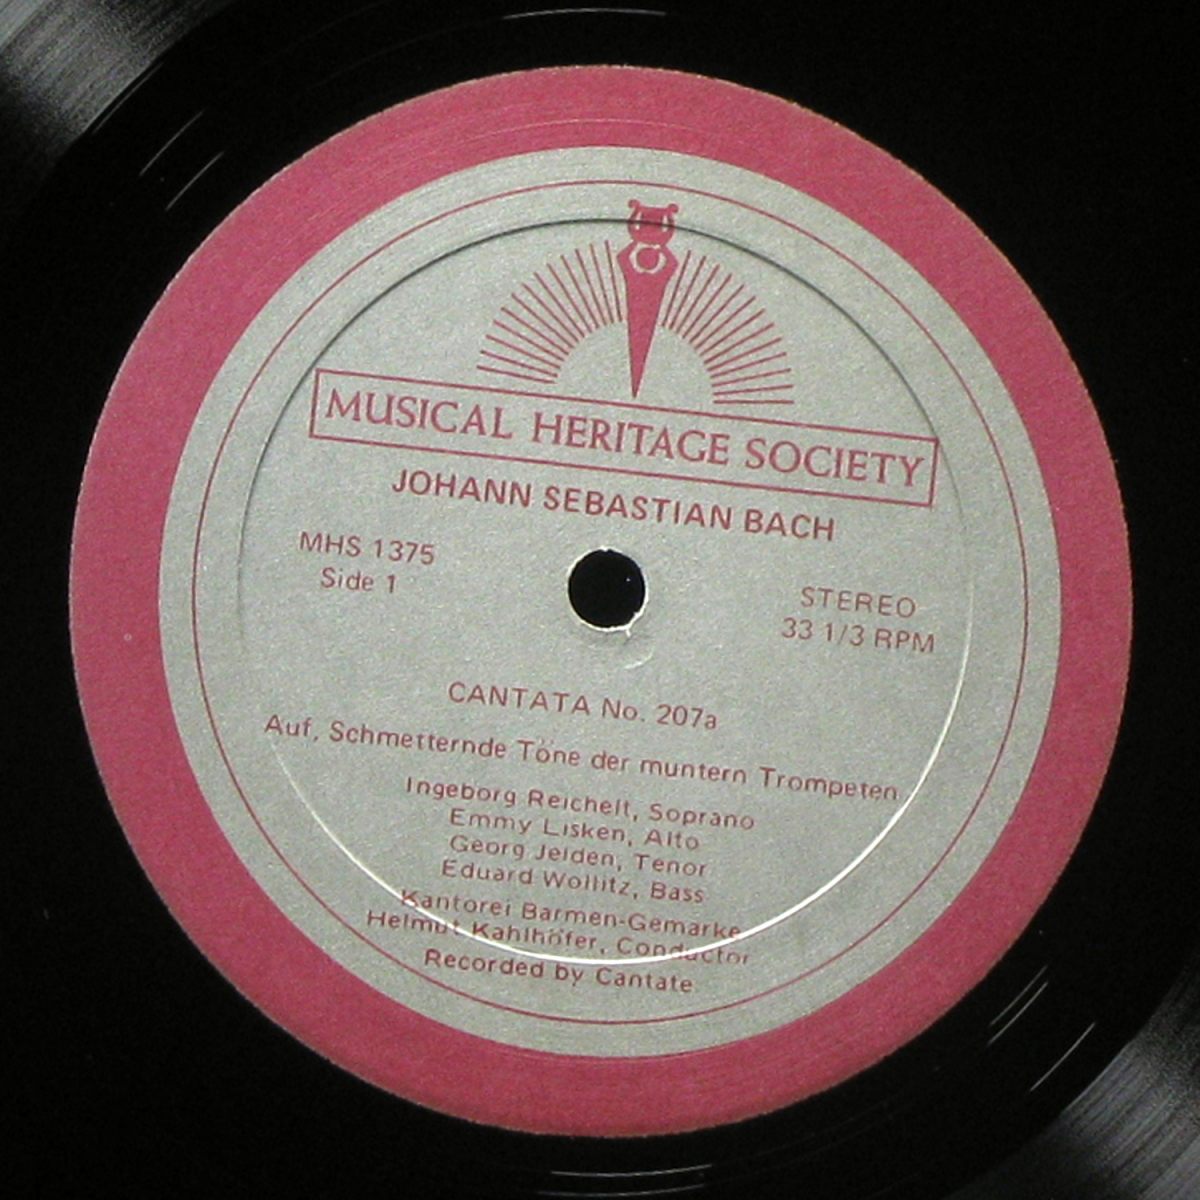 MUSICAL HERITAGE SOCIETY
JOHANN SEBASTIAN BACH
MHS 1375
Side 1
STEREO
33 1/3 RPM
CANTATA No. 207a
Auf, Schmetternde Töne der muntern Trompeten
Ingeborg Reichelt, Soprano
Emmy Lisken, Alto
Georg Jelden, Tenor
Eduard Wollitz, Bass
Kantorei Barmen-Gemarke
Helmut Kahlhöfer, Conductor
Recorded by Cantate